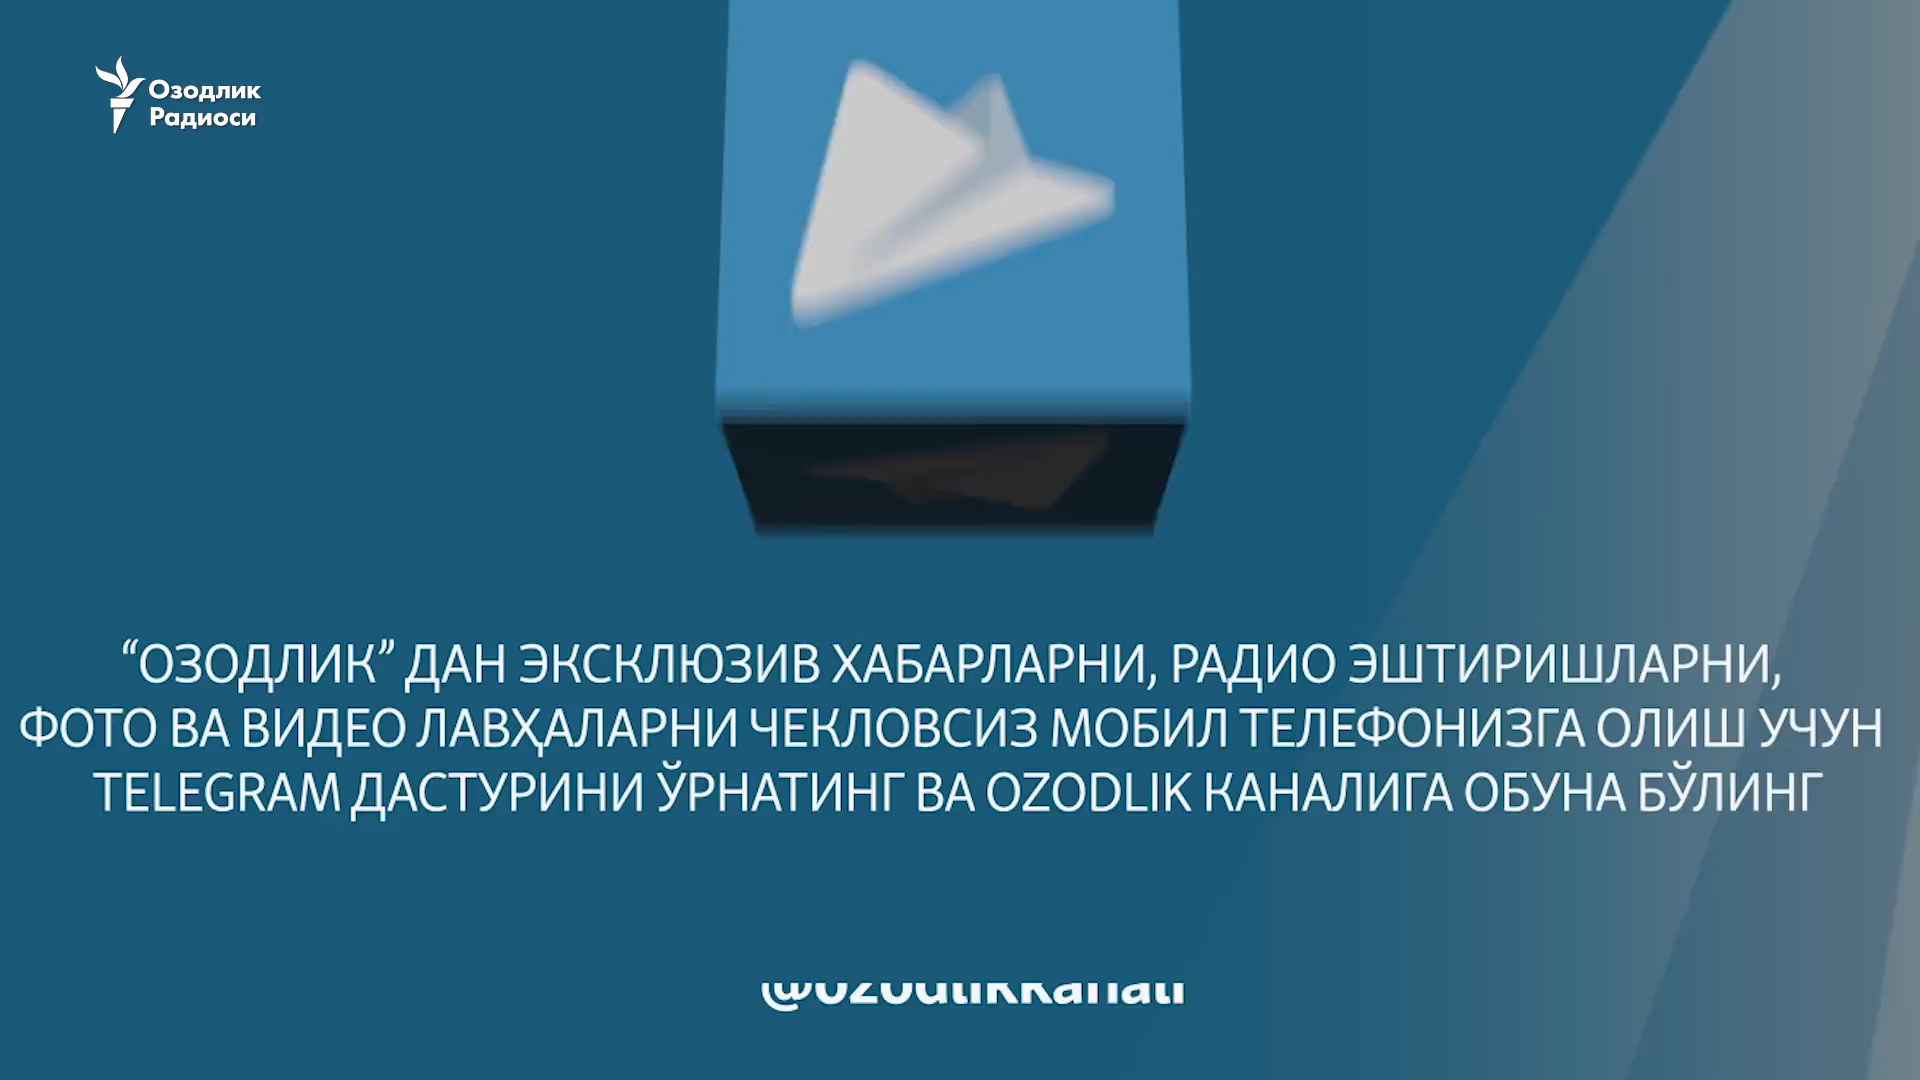 Озодлик
Радиоси
“ОЗОДЛИК” ДАН ЭКСКЛЮЗИВ ХАБАРЛАРНИ, РАДИО ЭШТИРИШЛАРНИ,
ФОТО ВА ВИДЕО ЛАВҲАЛАРНИ ЧЕКЛОВСИЗ МОБИЛ ТЕЛЕФОНИЗГА ОЛИШ УЧУН
TELEGRAM ДАСТУРИНИ ЎРНАТИНГ ВА OZODLIK КАНАЛИГА ОБУНА БЎЛИНГ
@ozodlikkanali